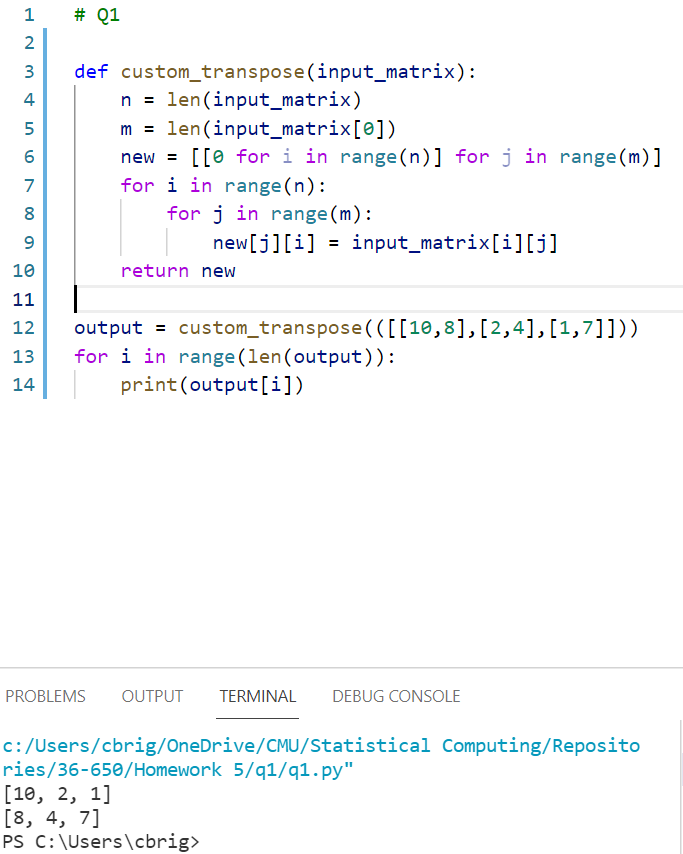 1 # Q1
2
3 def custom_transpose(input_matrix):
4     n = len(input_matrix)
5     m = len(input_matrix[0])
6     new = [[0 for i in range(n)] for j in range(m)]
7     for i in range(n):
8         for j in range(m):
9             new[j][i] = input_matrix[i][j]
10     return new
11
12 output = custom_transpose(([[10,8],[2,4],[1,7]]))
13 for i in range(len(output)):
14     print(output[i])
PROBLEMS OUTPUT TERMINAL DEBUG CONSOLE
c:/Users/cbrig/OneDrive/CMU/Statistical Computing/Reposito
ries/36-650/Homework 5/q1/q1.py"
[10, 2, 1]
[8, 4, 7]
PS C:\Users\cbrig>